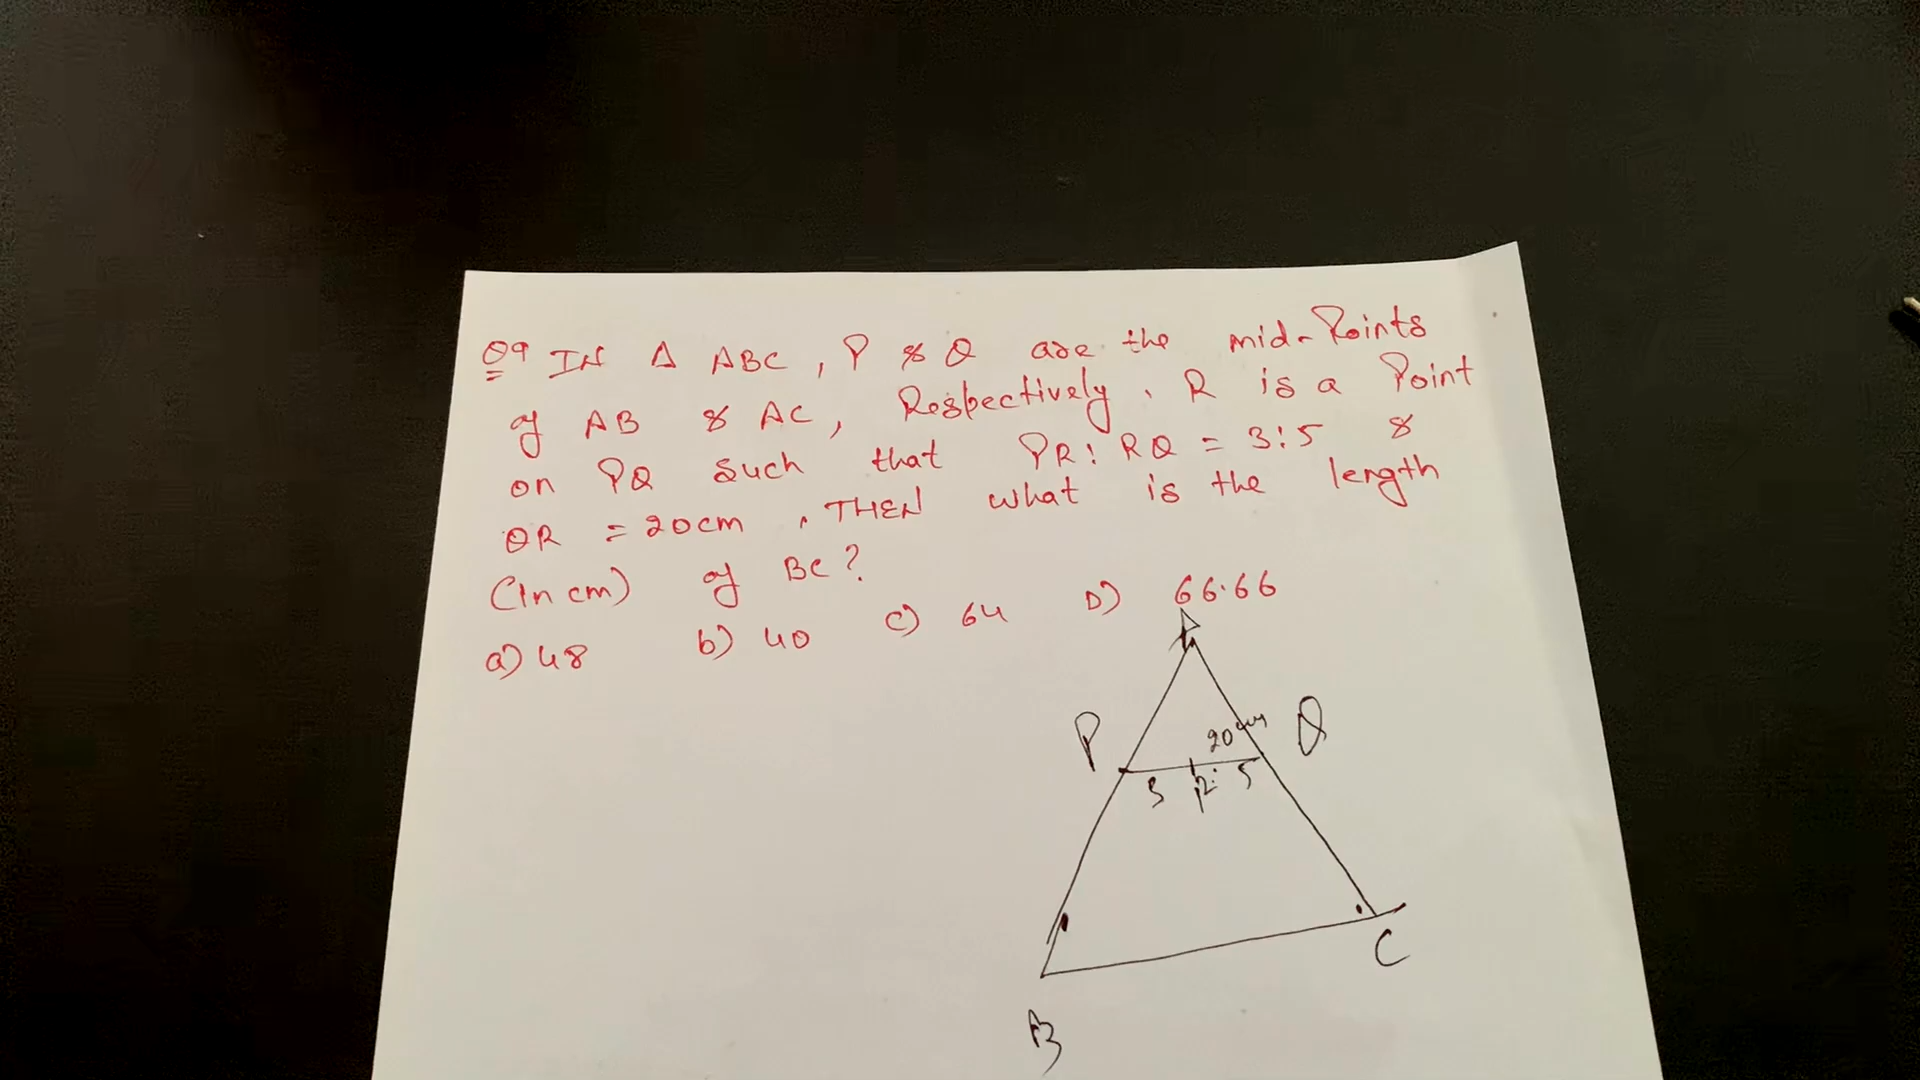 Q9 IN Δ ABC, P & Q are the mid-Points
of AB & AC, Respectively. R is a Point
on PQ such that PR:RQ = 3:5 &
QR = 20cm, THEN what is the length
(In cm) of BC?
a) 48 b) 40 c) 64 D) 66.66
A
P 20cm Q
3 R 5
C
B